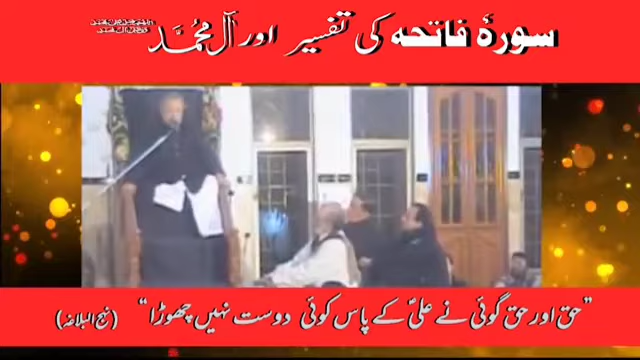 سورۂ فاتحہ کی تفسیر اور آل محمدؐ
"حق اور حق گوئی نے علیؑ کے پاس کوئی دوست نہیں چھوڑا" (نہج البلاغہ)